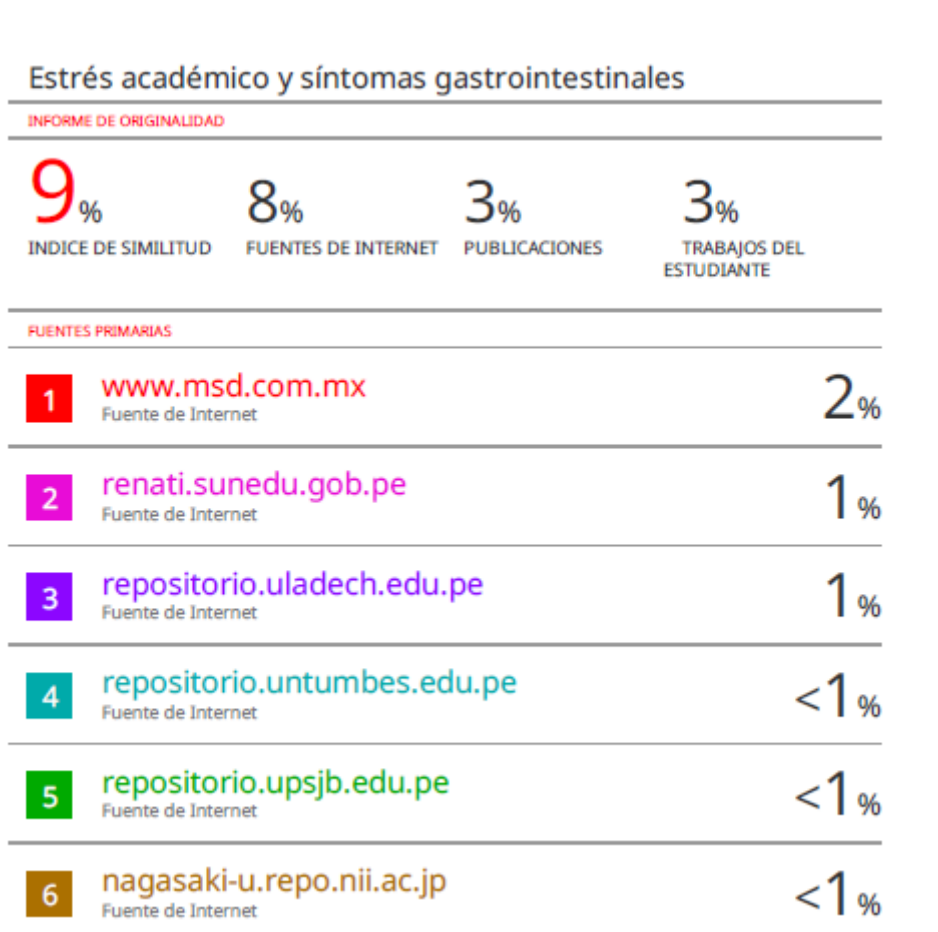 Estrés académico y síntomas gastrointestinales
INFORME DE ORIGINALIDAD
9% 8% 3% 3%
INDICE DE SIMILITUD FUENTES DE INTERNET PUBLICACIONES TRABAJOS DEL
ESTUDIANTE
FUENTES PRIMARIAS
1 www.msd.com.mx 2%
Fuente de Internet
2 renati.sunedu.gob.pe 1%
Fuente de Internet
3 repositorio.uladech.edu.pe 1%
Fuente de Internet
4 repositorio.untumbes.edu.pe <1%
Fuente de Internet
5 repositorio.upsjb.edu.pe <1%
Fuente de Internet
6 nagasaki-u.repo.nii.ac.jp <1%
Fuente de Internet